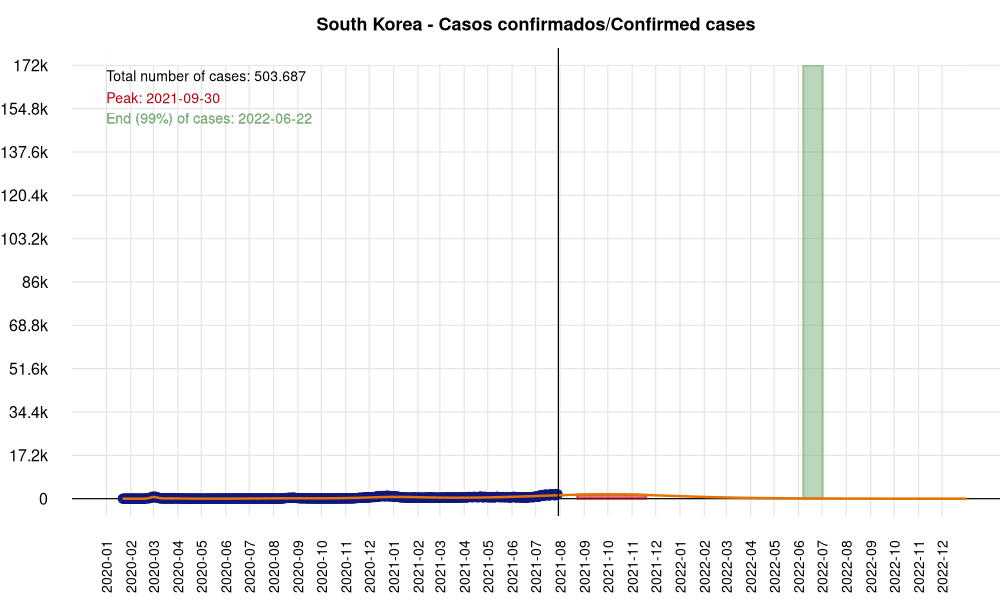 South Korea - Casos confirmados/Confirmed cases
172k
Total number of cases: 503.687
Peak: 2021-09-30
154.8k
End (99%) of cases: 2022-06-22
137.6k
120.4k
103.2k
86k
68.8k
51.6k
34.4k
17.2k
0
2020-01
2020-02
2020-03
2020-04
2020-05
2020-06
2020-07
2020-08
2020-09
2020-10
2020-11
2020-12
2021-01
2021-02
2021-03
2021-04
2021-05
2021-06
2021-07
2021-08
2021-09
2021-10
2021-11
2021-12
2022-01
2022-02
2022-03
2022-04
2022-05
2022-06
2022-07
2022-08
2022-09
2022-10
2022-11
2022-12